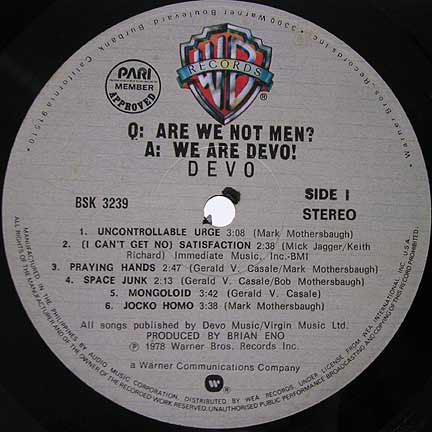 3300 Warner Boulevard Burbank, California 91510 • Warner Bros. Records Inc.
WB
RECORDS
®
PARI
MEMBER
APPROVED
Q: ARE WE NOT MEN?
A: WE ARE DEVO!
DEVO
BSK 3239
SIDE 1
STEREO
1. UNCONTROLLABLE URGE 3:08 (Mark Mothersbaugh)
2. (I CAN'T GET NO) SATISFACTION 2:38 (Mick Jagger/Keith
Richard) Immediate Music, Inc.-BMI
3. PRAYING HANDS 2:47 (Gerald V. Casale/Mark Mothersbaugh)
4. SPACE JUNK 2:13 (Gerald V. Casale/Bob Mothersbaugh)
5. MONGOLOID 3:42 (Gerald V. Casale)
6. JOCKO HOMO 3:38 (Mark Mothersbaugh)
All songs published by Devo Music/Virgin Music Ltd.
PRODUCED BY BRIAN ENO
Ⓟ 1978 Warner Bros. Records Inc.
a Warner Communications Company
W
®
MANUFACTURED IN THE PHILIPPINES BY AUDIO MUSIC CORPORATION, DISTRIBUTED BY WEA RECORDS UNDER LICENSE FROM WEA INTERNATIONAL INC. U.S.A.
ALL RIGHTS OF THE MANUFACTURER AND OF THE OWNER OF THE RECORDED WORK RESERVED. UNAUTHORISED PUBLIC PERFORMANCE BROADCASTING AND COPYING OF THIS RECORD PROHIBITED.